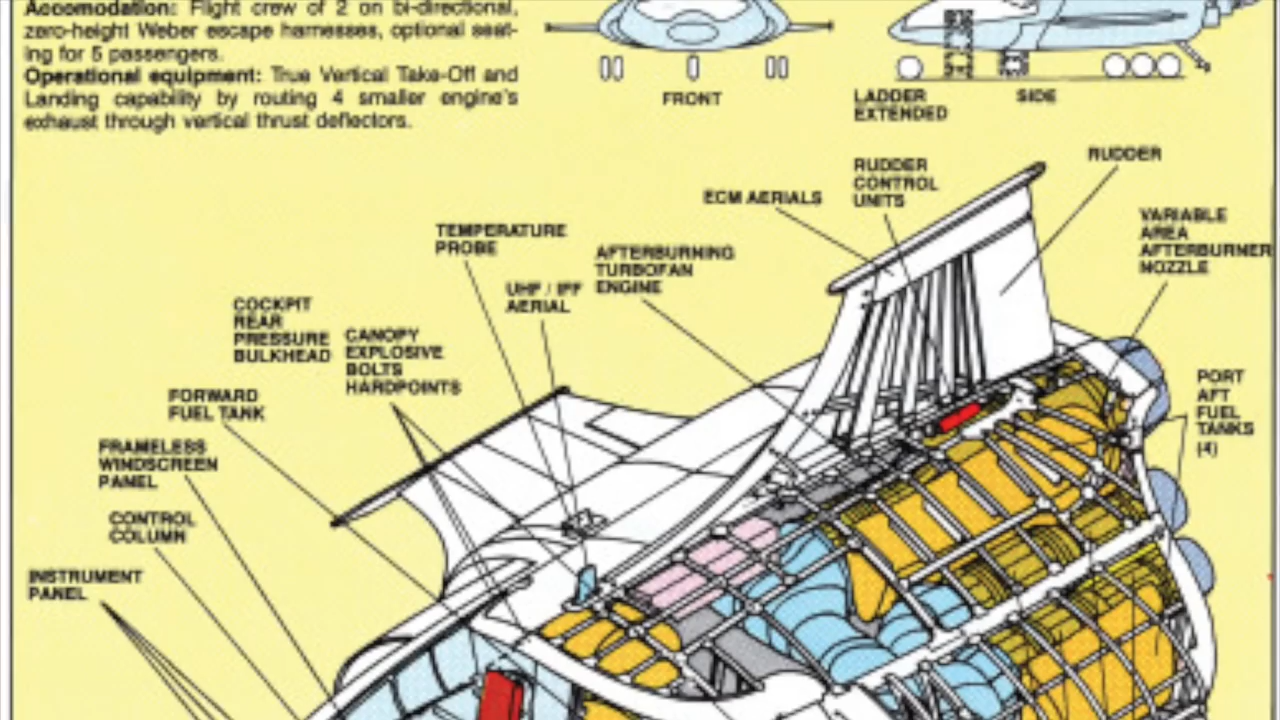 Accomodation: Flight crew of 2 on bi-directional,
zero-height Weber escape harnesses, optional seat-
ing for 5 passengers.
Operational equipment: True Vertical Take-Off and
Landing capability by routing 4 smaller engine's
exhaust through vertical thrust deflectors.
FRONT
LADDER
EXTENDED
SIDE
RUDDER
RUDDER
CONTROL
UNITS
ECM AERIALS
VARIABLE
AREA
AFTERBURNER
NOZZLE
TEMPERATURE
PROBE
AFTERBURNING
TURBOFAN
ENGINE
UHF / IFF
AERIAL
COCKPIT
REAR
PRESSURE
BULKHEAD
CANOPY
EXPLOSIVE
BOLTS
HARDPOINTS
PORT
AFT
FUEL
TANKS
(4)
FORWARD
FUEL TANK
FRAMELESS
WINDSCREEN
PANEL
CONTROL
COLUMN
INSTRUMENT
PANEL